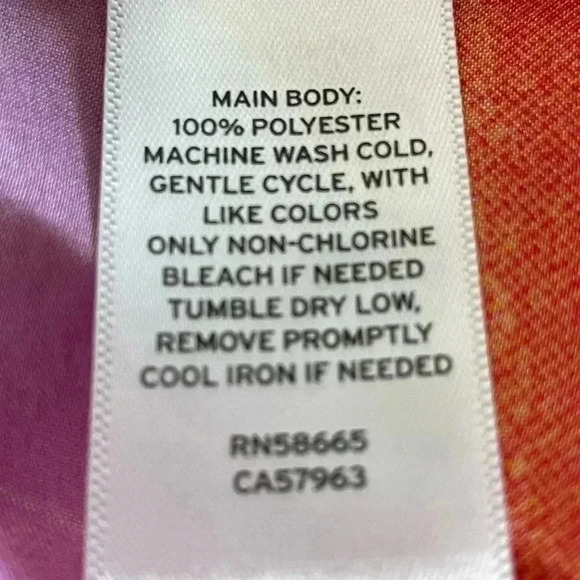 MAIN BODY:
100% POLYESTER
MACHINE WASH COLD,
GENTLE CYCLE, WITH
LIKE COLORS
ONLY NON-CHLORINE
BLEACH IF NEEDED
TUMBLE DRY LOW,
REMOVE PROMPTLY
COOL IRON IF NEEDED
RN58665
CA57963